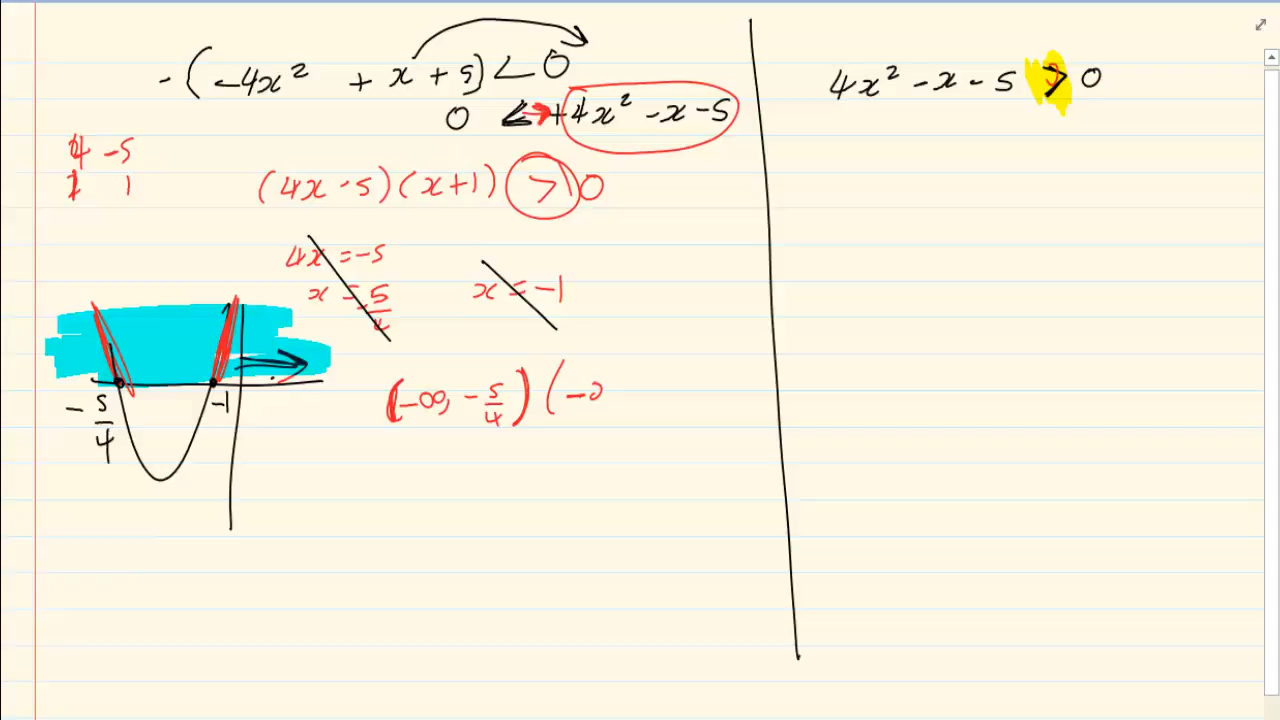 -(-4x² + x + 5) < 0
0 < +4x² - x - 5
4 -5
1 1
(4x - 5)(x+1) > 0
4x = -5
x = -5/4
x = -1
-5/4
-1
(-∞, -5/4) (-
4x² - x - 5 > 0